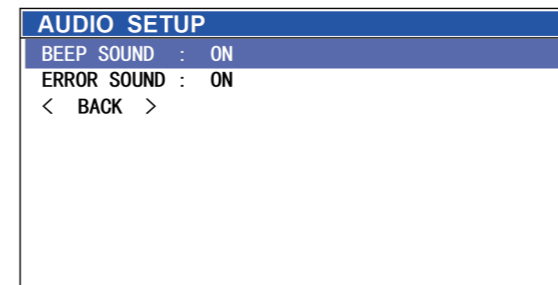 AUDIO SETUP
BEEP SOUND : ON
ERROR SOUND : ON
< BACK >